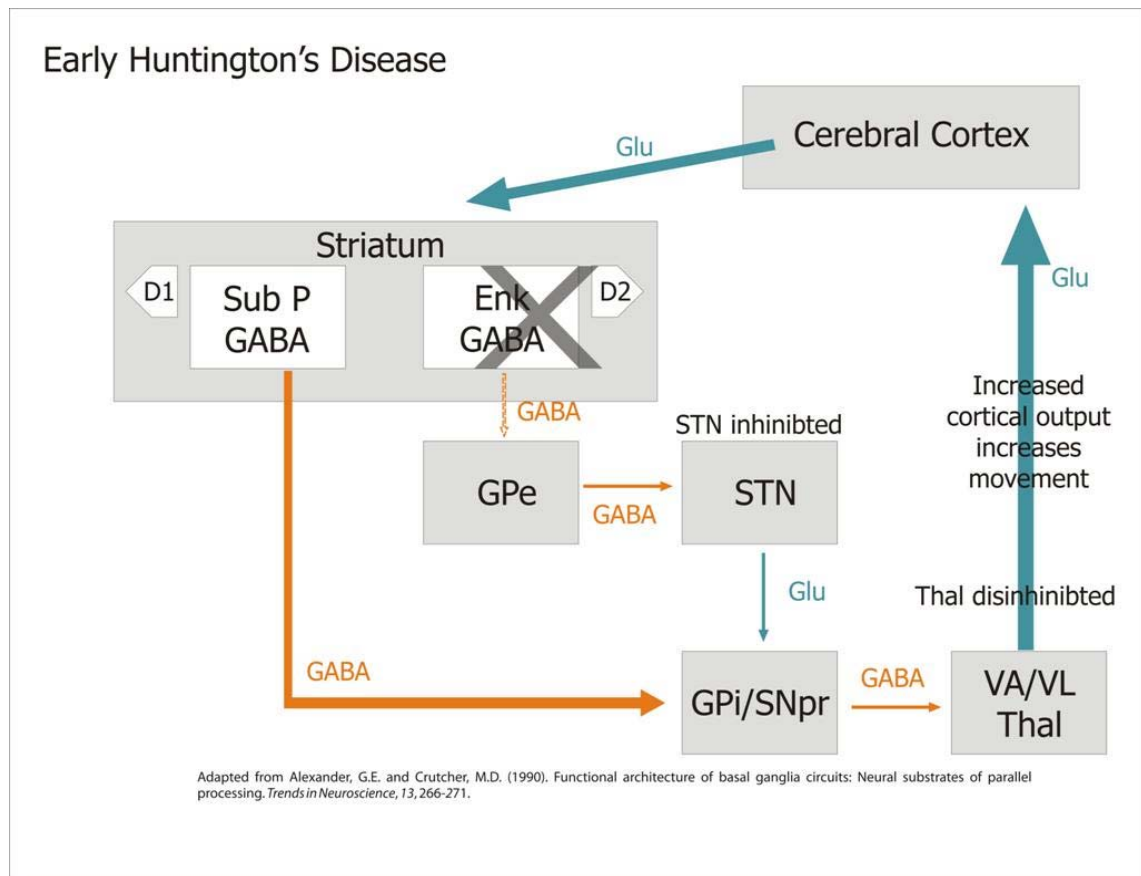 Early Huntington's Disease
Cerebral Cortex
Glu
Striatum
D1
Sub P
GABA
Enk
GABA
D2
Glu
GABA
STN inhinibted
Increased
cortical output
increases
movement
GPe
GABA
STN
Glu
Thal disinhinibted
GABA
GPi/SNpr
GABA
VA/VL
Thal
Adapted from Alexander, G.E. and Crutcher, M.D. (1990). Functional architecture of basal ganglia circuits: Neural substrates of parallel
processing. Trends in Neuroscience, 13, 266-271.